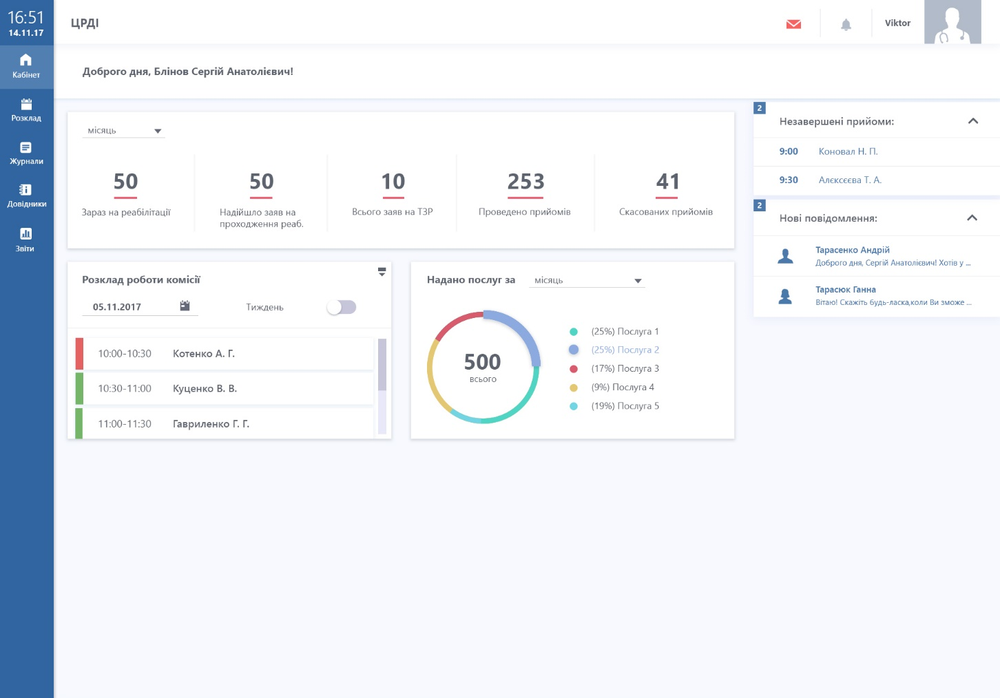 16:51
14.11.17
Кабінет
Розклад
Журнали
Довідники
Звіти
ЦРДІ
Viktor
Доброго дня, Блінов Сергій Анатолієвич!
місяць
50
Зараз на реабілітації
50
Надійшло заяв на
проходження реаб.
10
Всього заяв на ТЗР
253
Проведено прийомів
41
Скасованих прийомів
Розклад роботи комісії
05.11.2017
Тиждень
10:00-10:30 Котенко А. Г.
10:30-11:00 Куценко В. В.
11:00-11:30 Гавриленко Г. Г.
Надано послуг за
місяць
500
всього
(25%) Послуга 1
(25%) Послуга 2
(17%) Послуга 3
(9%) Послуга 4
(19%) Послуга 5
2
Незавершені прийоми:
9:00 Коновал Н. П.
9:30 Алєксєєва Т. А.
2
Нові повідомлення:
Тарасенко Андрій
Доброго дня, Сергій Анатолієвич! Хотів у ...
Тарасюк Ганна
Вітаю! Скажіть будь-ласка,коли Ви зможе ...